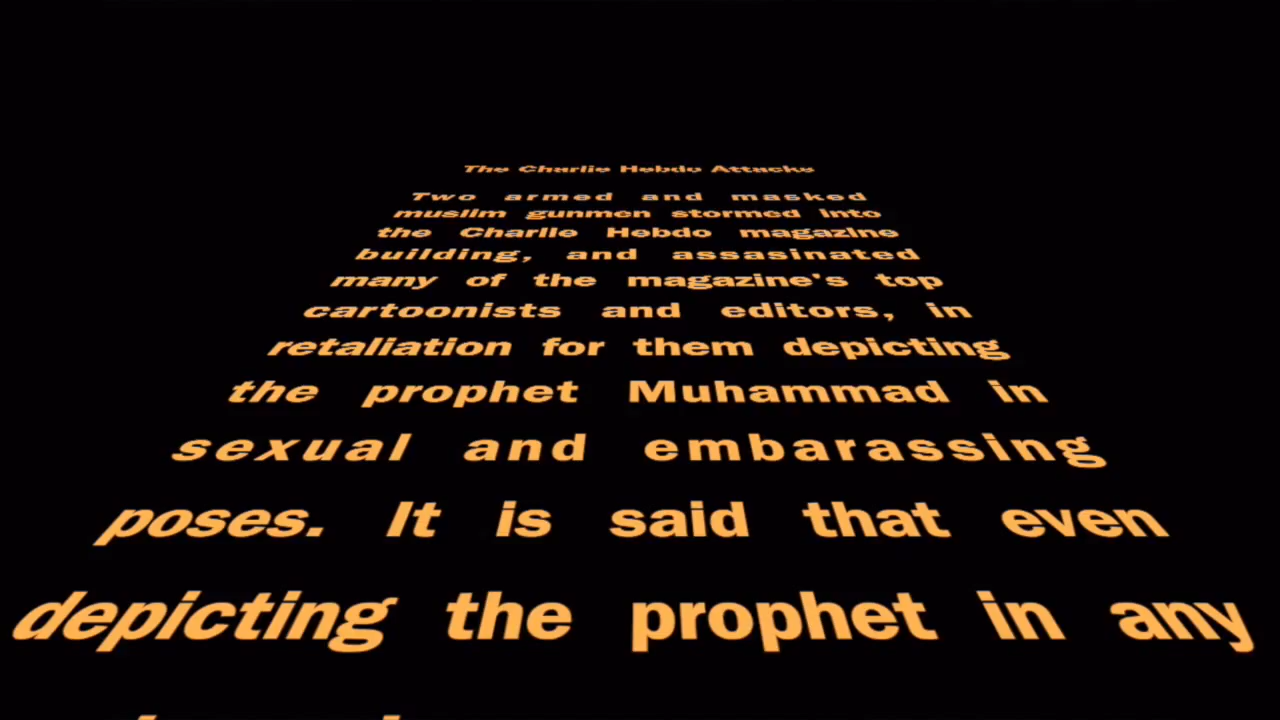 The Charlie Hebdo Attacks
Two armed and masked
muslim gunmen stormed into
the Charlie Hebdo magazine
building, and assasinated
many of the magazine's top
cartoonists and editors, in
retaliation for them depicting
the prophet Muhammad in
sexual and embarassing
poses. It is said that even
depicting the prophet in any